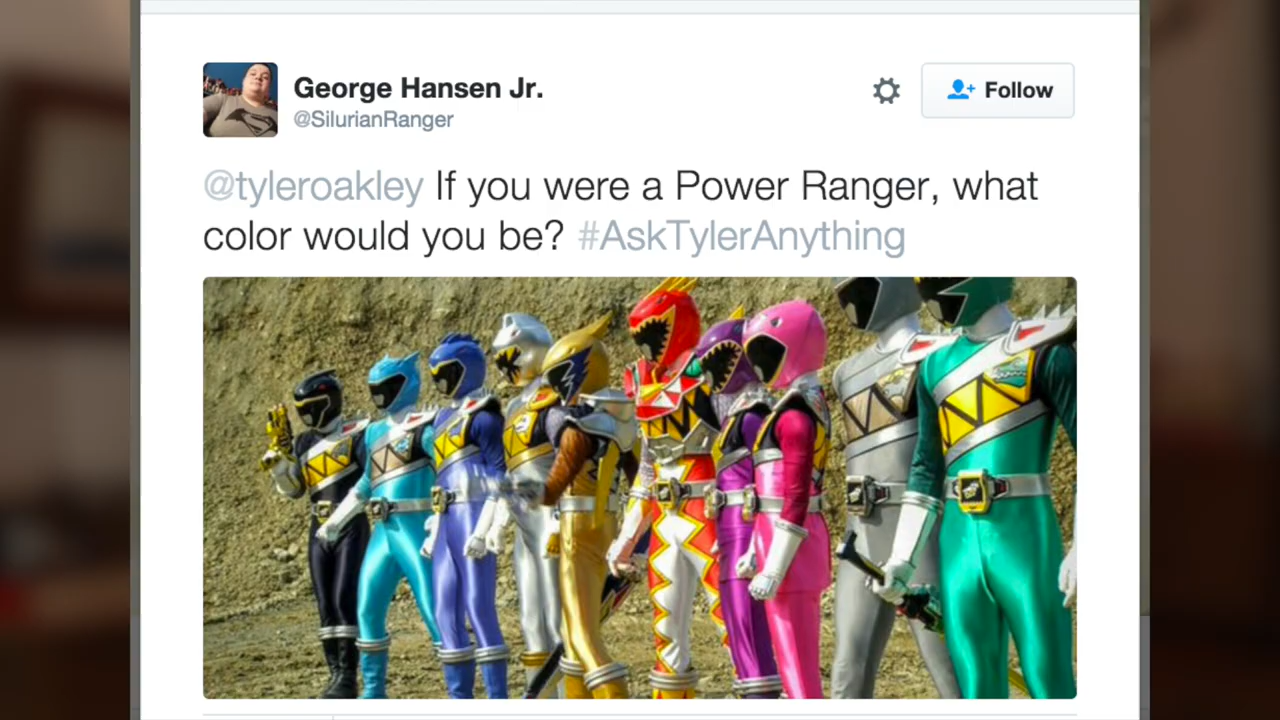 George Hansen Jr.
@SilurianRanger
Follow
@tyleroakley If you were a Power Ranger, what
color would you be? #AskTylerAnything